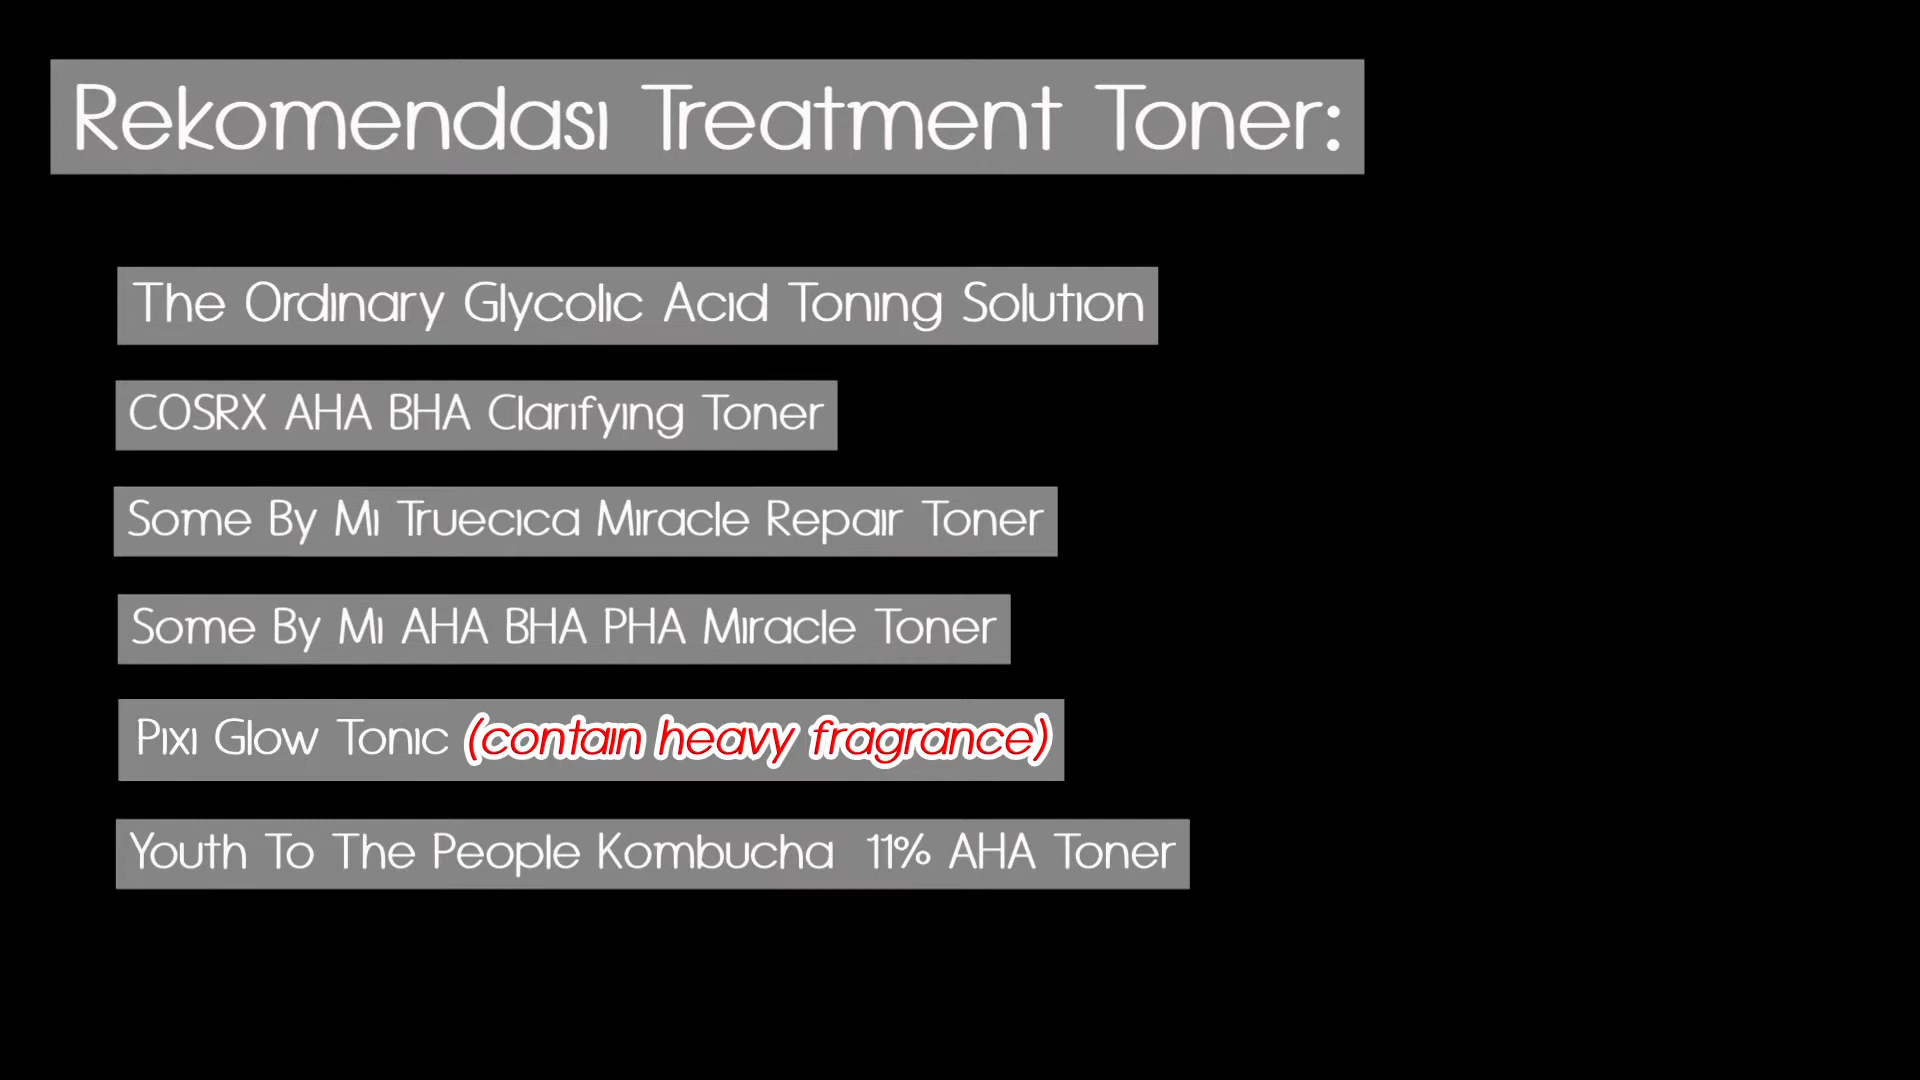 Rekomendasi Treatment Toner:
The Ordinary Glycolic Acid Toning Solution
COSRX AHA BHA Clarifying Toner
Some By Mi Truecica Miracle Repair Toner
Some By Mi AHA BHA PHA Miracle Toner
Pixi Glow Tonic (contain heavy fragrance)
Youth To The People Kombucha 11% AHA Toner